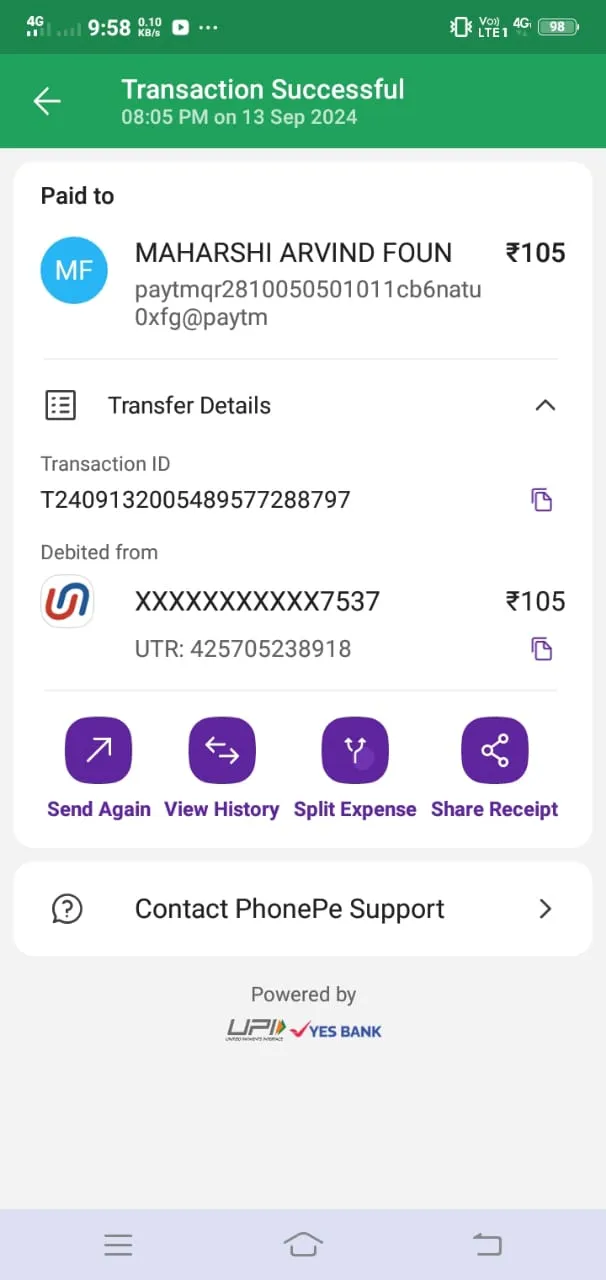 4G 9:58 0.10 KB/s ... Vo)) LTE1 4G 98
Transaction Successful
08:05 PM on 13 Sep 2024
Paid to
MF MAHARSHI ARVIND FOUN ₹105
paytmqr2810050501011cb6natu
0xfg@paytm
Transfer Details
Transaction ID
T2409132005489577288797
Debited from
XXXXXXXXXXX7537 ₹105
UTR: 425705238918
Send Again View History Split Expense Share Receipt
Contact PhonePe Support
Powered by
UPI YES BANK
UNIFIED PAYMENTS INTERFACE